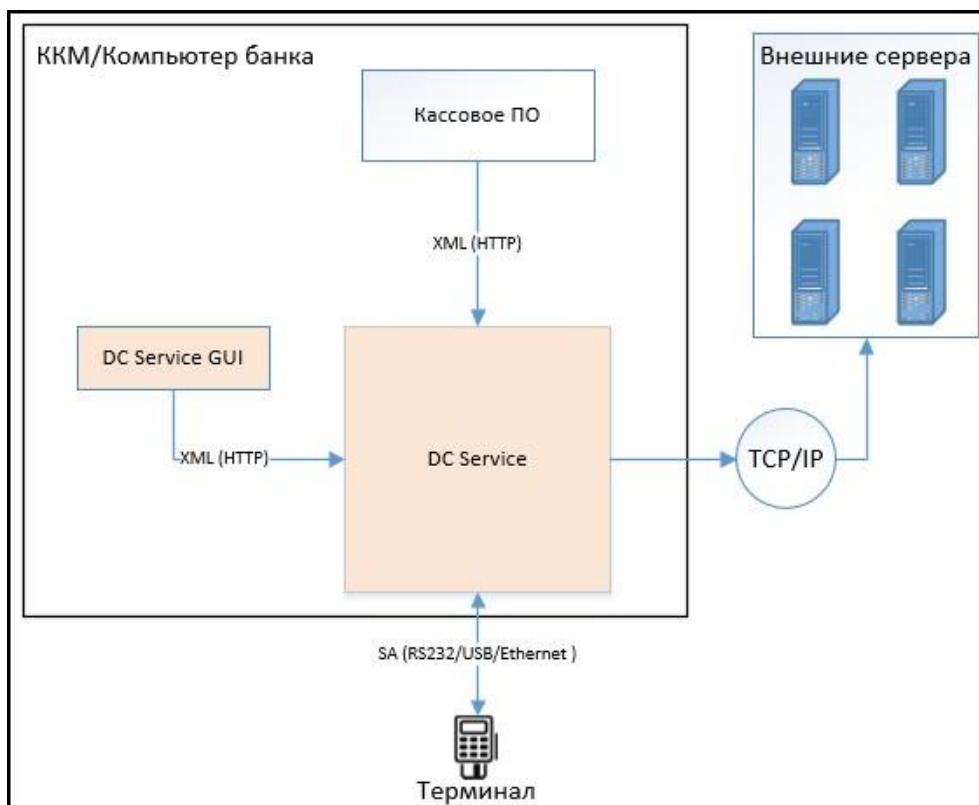 ККМ/Компьютер банка
Внешние сервера
Кассовое ПО
XML (HTTP)
DC Service GUI
XML (HTTP)
DC Service
TCP/IP
SA (RS232/USB/Ethernet )
Терминал